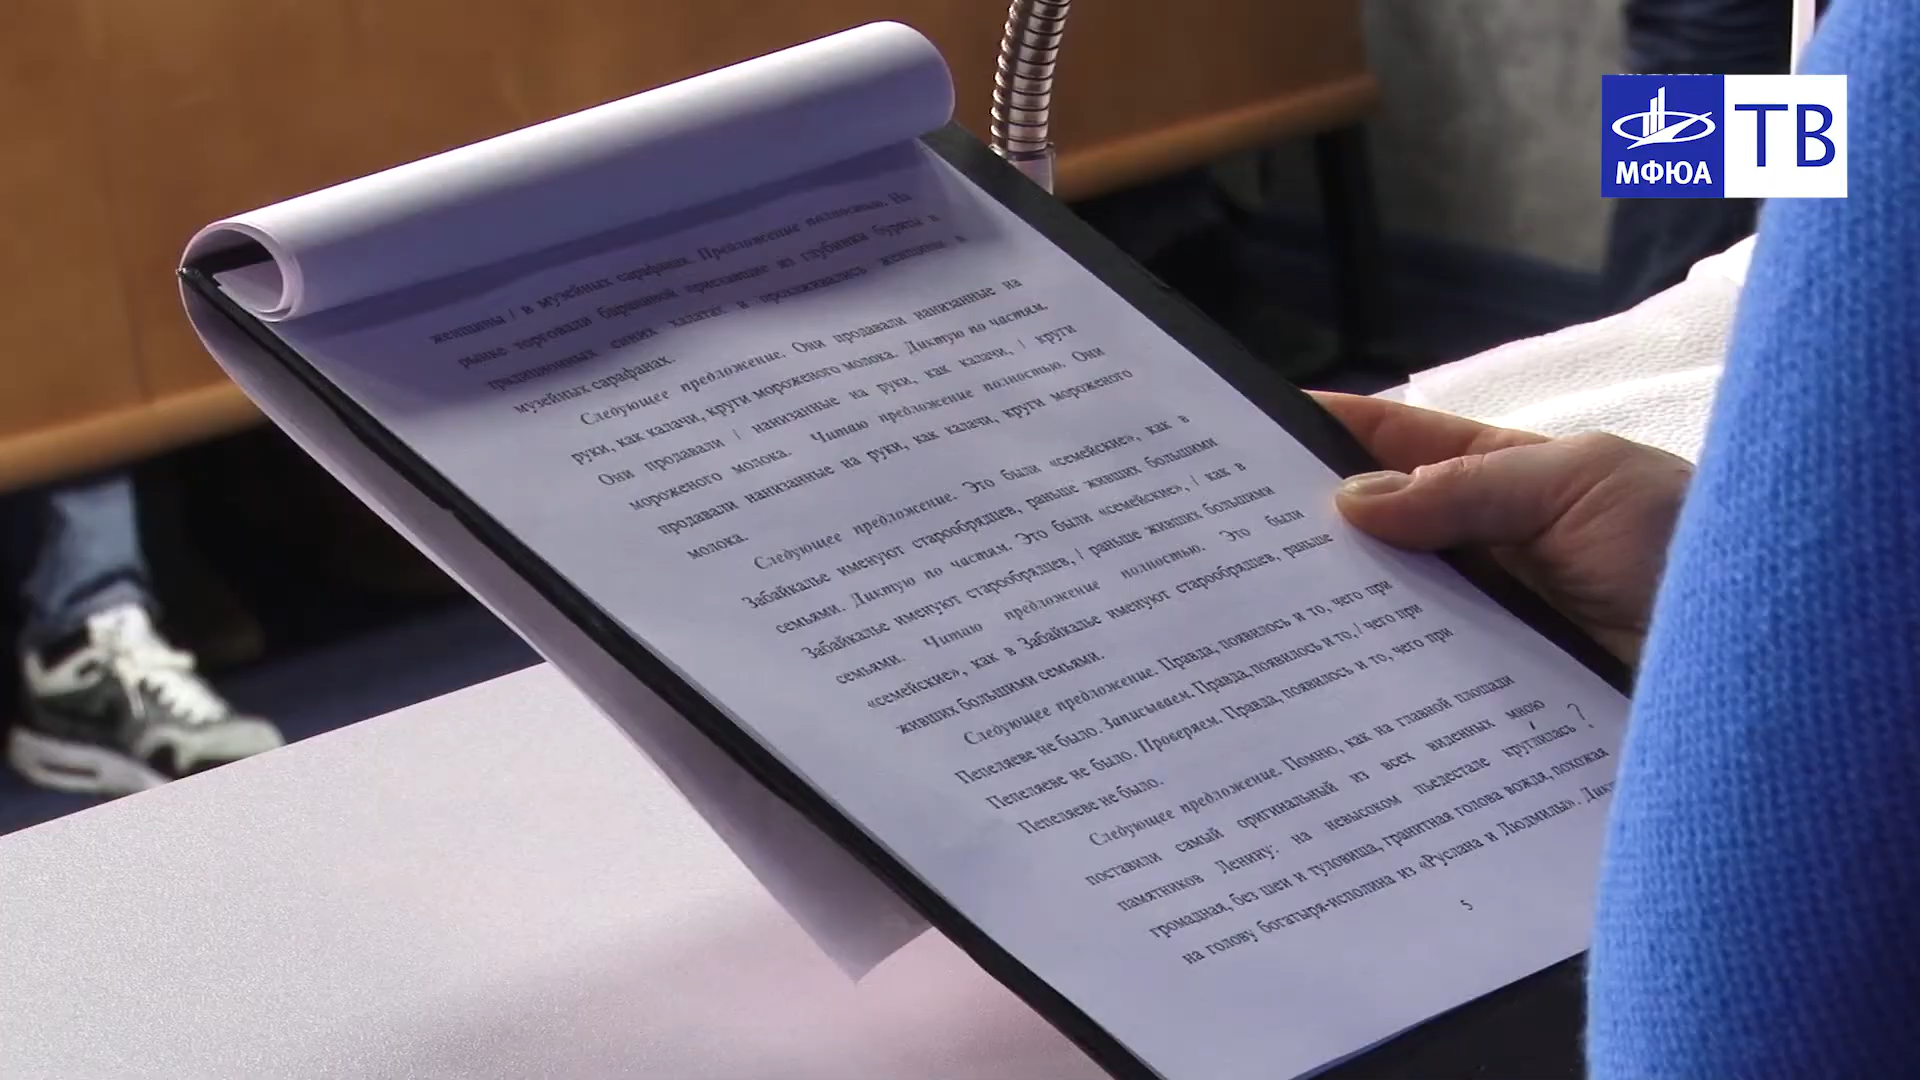 МФЮА ТВ
женщины / в музейных сарафанах. Предложение полностью. На
рынке торговали бараниной приехавшие из глубинки буряты в
традиционных синих халатах и прохаживались женщины в
музейных сарафанах.
Следующее предложение. Они продавали нанизанные на
руки, как калачи, круги мороженого молока. Диктую по частям.
Они продавали / нанизанные на руки, как калачи, / круги
мороженого молока. Читаю предложение полностью. Они
продавали нанизанные на руки, как калачи, круги мороженого
молока.
Следующее предложение. Это были «семейские», как в
Забайкалье именуют старообрядцев, раньше живших большими
семьями. Диктую по частям. Это были «семейские», / как в
Забайкалье именуют старообрядцев, / раньше живших большими
семьями. Читаю предложение полностью. Это были
«семейские», как в Забайкалье именуют старообрядцев, раньше
живших большими семьями.
Следующее предложение. Правда, появилось и то, чего при
Пепеляеве не было. Записываем. Правда, появилось и то, / чего при
Пепеляеве не было. Проверяем. Правда, появилось и то, чего при
Пепеляеве не было.
Следующее предложение. Помню, как на главной площади
поставили самый оригинальный из всех виденных мною
памятников Ленину: на невысоком пьедестале круглилась ?
громадная, без шеи и туловища, гранитная голова вождя, похожая
на голову богатыря-исполина из «Руслана и Людмилы».
5